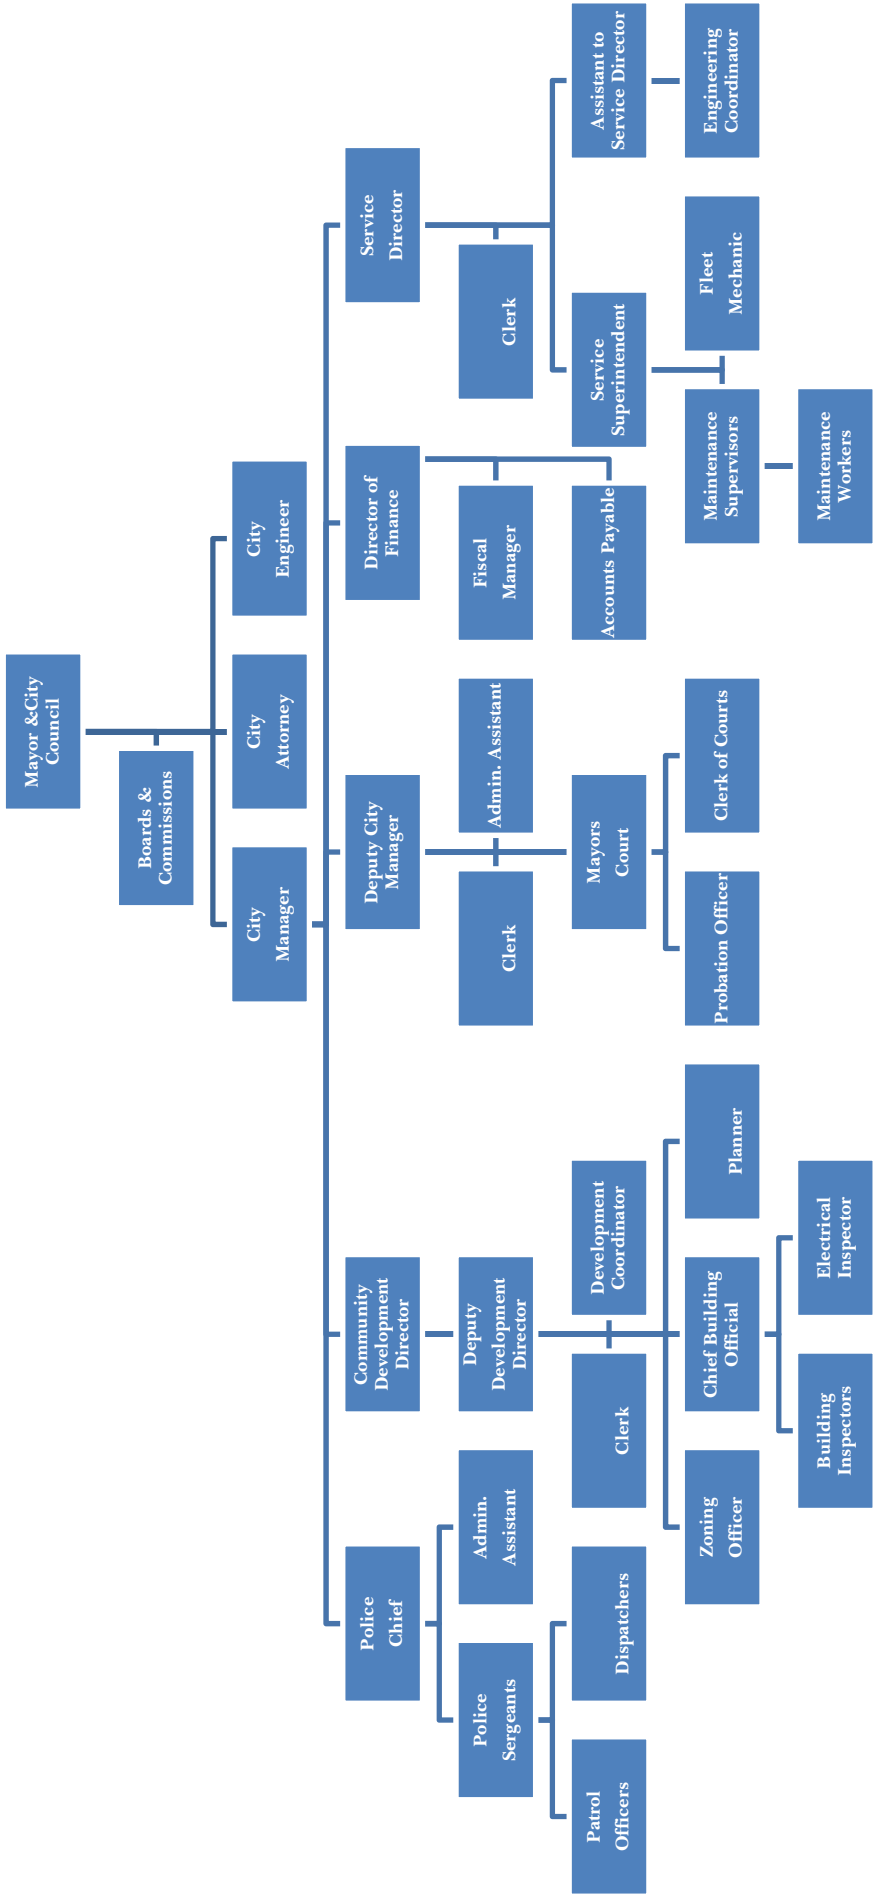 Mayor &City
Council
Boards &
Commissions
City
Manager
City
Attorney
City
Engineer
Police
Chief
Community
Development
Director
Deputy City
Manager
Director of
Finance
Service
Director
Police
Sergeants
Admin.
Assistant
Deputy
Development
Director
Clerk
Admin. Assistant
Fiscal
Manager
Clerk
Patrol
Officers
Dispatchers
Clerk
Development
Coordinator
Mayors
Court
Accounts Payable
Service
Superintendent
Assistant to
Service Director
Zoning
Officer
Chief Building
Official
Planner
Probation Officer
Clerk of Courts
Maintenance
Supervisors
Fleet
Mechanic
Engineering
Coordinator
Building
Inspectors
Electrical
Inspector
Maintenance
Workers